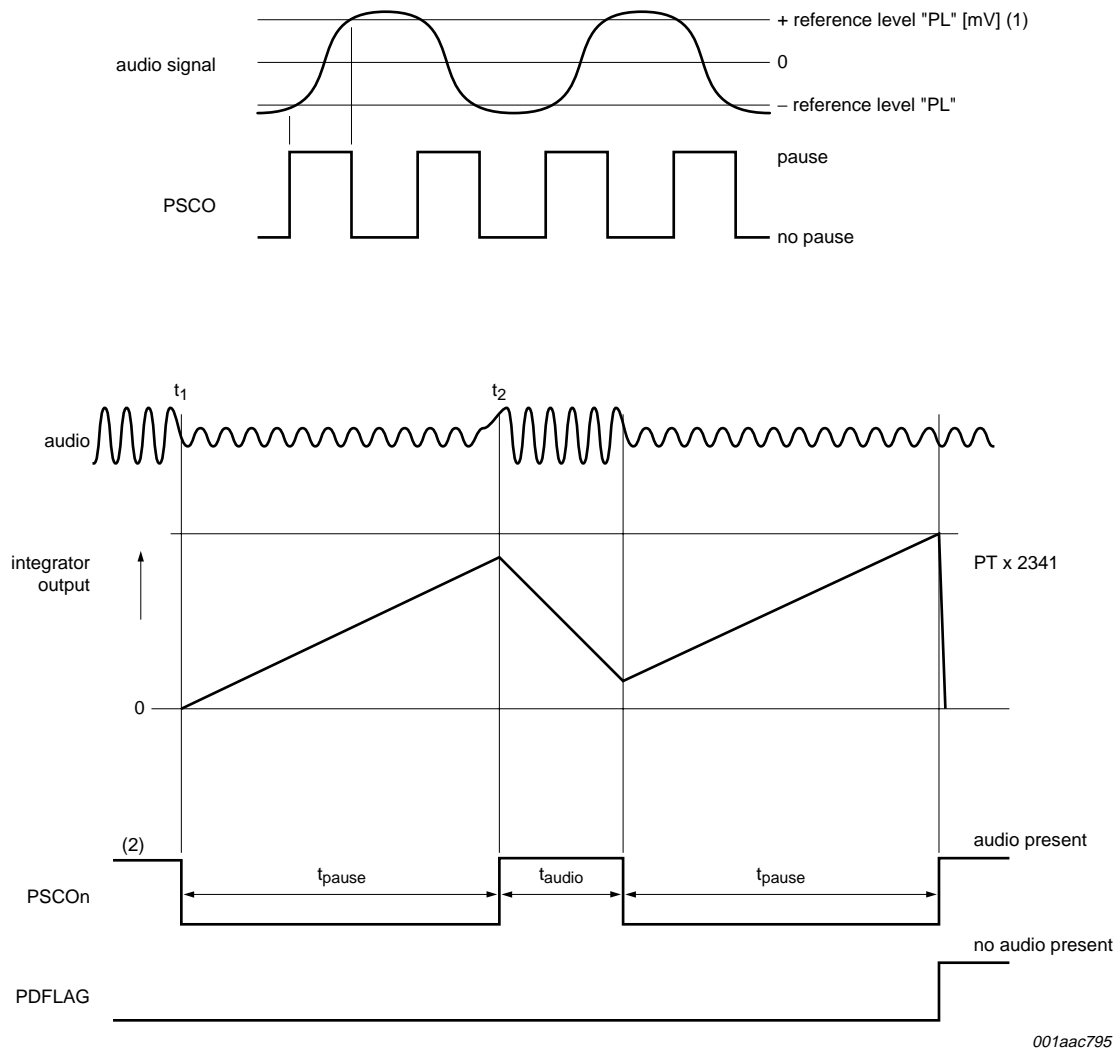 + reference level "PL" [mV] (1)
audio signal
0
− reference level "PL"
pause
PSCO
no pause
t1
t2
audio
integrator
output
PT x 2341
0
(2)
audio present
tpause
taudio
tpause
PSCOn
no audio present
PDFLAG
001aac795